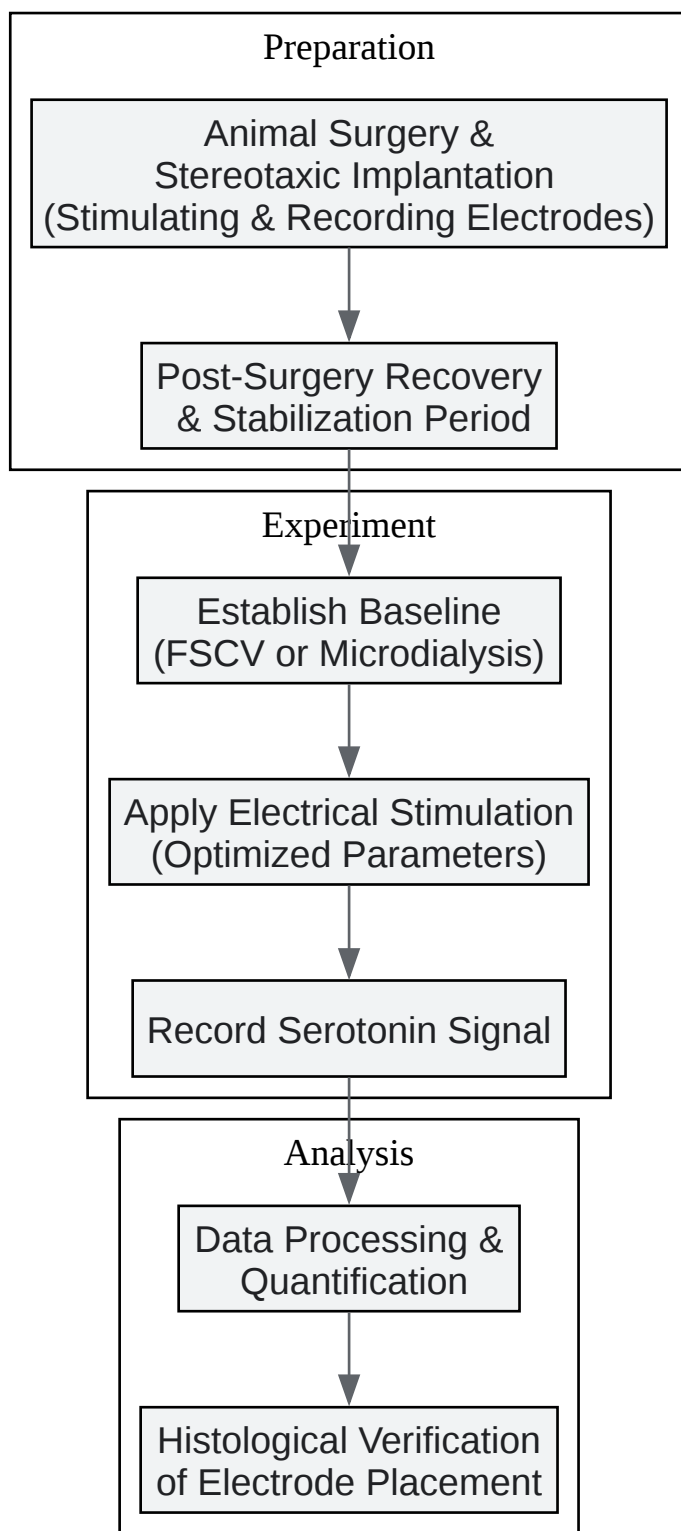 Preparation
Animal Surgery &
Stereotaxic Implantation
(Stimulating & Recording Electrodes)
Post-Surgery Recovery
& Stabilization Period
Experiment
Establish Baseline
(FSCV or Microdialysis)
Apply Electrical Stimulation
(Optimized Parameters)
Record Serotonin Signal
Analysis
Data Processing &
Quantification
Histological Verification
of Electrode Placement